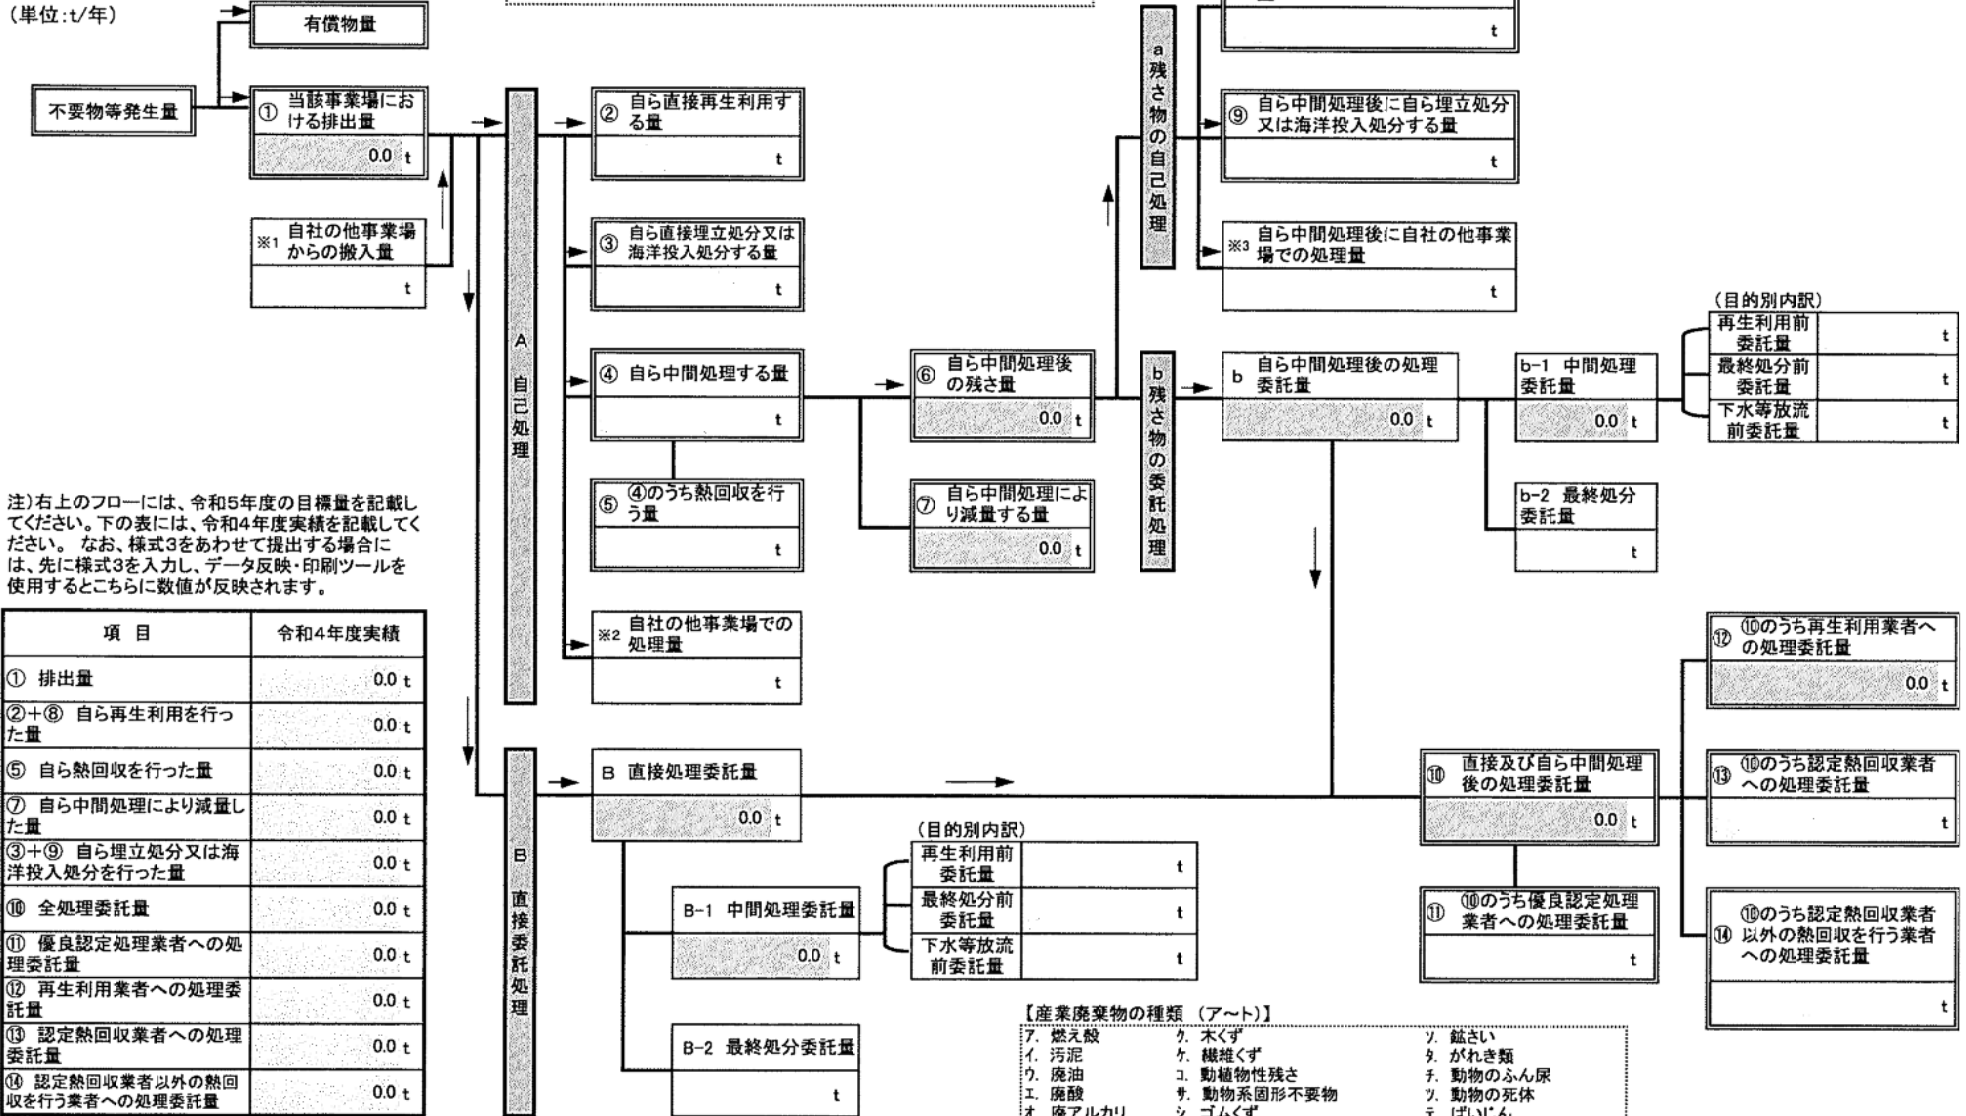 (単位:t/年)
有償物量
不要物等発生量
① 当該事業場における排出量
0.0 t
※1 自社の他事業場からの搬入量
t
A 自己処理
② 自ら直接再生利用する量
t
③ 自ら直接埋立処分又は海洋投入処分する量
t
④ 自ら中間処理する量
t
⑤ ④のうち熱回収を行う量
t
※2 自社の他事業場での処理量
t
⑥ 自ら中間処理後の残さ量
0.0 t
⑦ 自ら中間処理により減量する量
0.0 t
a 残さ物の自己処理
t
⑨ 自ら中間処理後に自ら埋立処分又は海洋投入処分する量
t
※3 自ら中間処理後に自社の他事業場での処理量
t
b 残さ物の委託処理
b 自ら中間処理後の処理委託量
0.0 t
b-1 中間処理委託量
0.0 t
(目的別内訳)
再生利用前委託量 t
最終処分前委託量 t
下水等放流前委託量 t
b-2 最終処分委託量
t
注)右上のフローには、令和5年度の目標量を記載し
てください。下の表には、令和4年度実績を記載してく
ださい。 なお、様式3をあわせて提出する場合に
は、先に様式3を入力し、データ反映・印刷ツールを
使用するとこちらに数値が反映されます。
項 目 令和4年度実績
① 排出量 0.0 t
②+⑧ 自ら再生利用を行った量 0.0 t
⑤ 自ら熱回収を行った量 0.0 t
⑦ 自ら中間処理により減量した量 0.0 t
③+⑨ 自ら埋立処分又は海洋投入処分を行った量 0.0 t
⑩ 全処理委託量 0.0 t
⑪ 優良認定処理業者への処理委託量 0.0 t
⑫ 再生利用業者への処理委託量 0.0 t
⑬ 認定熱回収業者への処理委託量 0.0 t
⑭ 認定熱回収業者以外の熱回収を行う業者への処理委託量 0.0 t
B 直接委託処理
B 直接処理委託量
0.0 t
B-1 中間処理委託量
0.0 t
(目的別内訳)
再生利用前委託量 t
最終処分前委託量 t
下水等放流前委託量 t
B-2 最終処分委託量
t
⑩ 直接及び自ら中間処理後の処理委託量
0.0 t
⑪ ⑩のうち優良認定処理業者への処理委託量
t
⑫ ⑩のうち再生利用業者への処理委託量
0.0 t
⑬ ⑩のうち認定熱回収業者への処理委託量
t
⑭ ⑩のうち認定熱回収業者以外の熱回収を行う業者への処理委託量
t
【産業廃棄物の種類 (ア~ト)】
ア. 燃え殻 ク. 木くず ソ. 鉱さい
イ. 汚泥 ケ. 繊維くず タ. がれき類
ウ. 廃油 コ. 動植物性残さ チ. 動物のふん尿
エ. 廃酸 サ. 動物系固形不要物 ツ. 動物の死体
オ. 廃アルカリ シ. ゴムくず テ. ばいじん